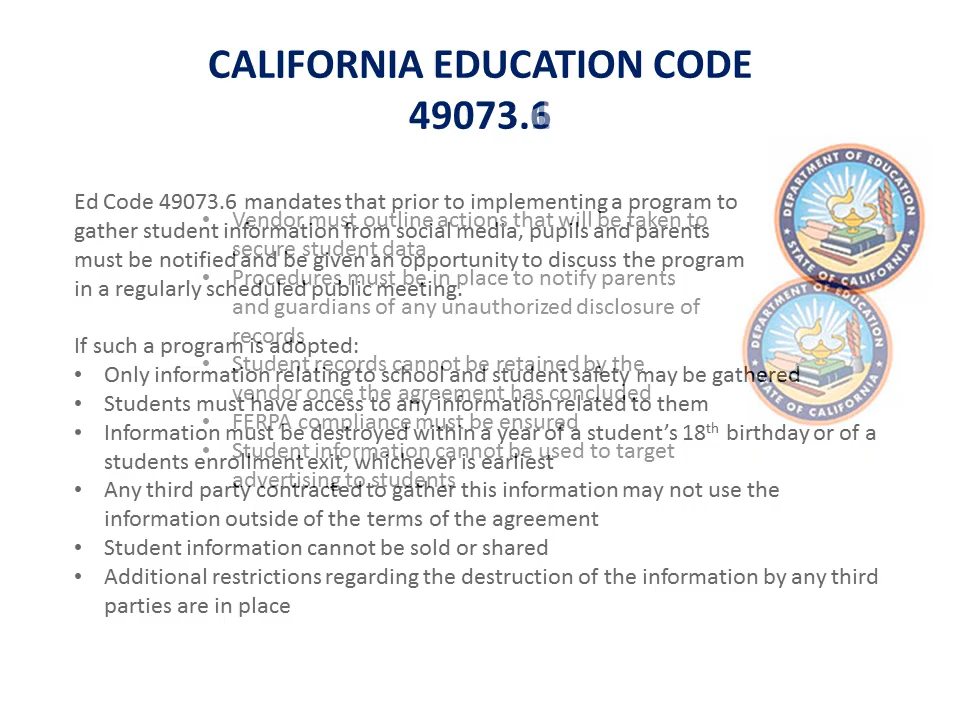 CALIFORNIA EDUCATION CODE
49073.6
Ed Code 49073.6 mandates that prior to implementing a program to
gather student information from social media, pupils and parents
must be notified and be given an opportunity to discuss the program
in a regularly scheduled public meeting.
If such a program is adopted:
• Only information relating to school and student safety may be gathered
• Students must have access to any information related to them
• Information must be destroyed within a year of a student’s 18th birthday or of a
students enrollment exit, whichever is earliest
• Any third party contracted to gather this information may not use the
information outside of the terms of the agreement
• Student information cannot be sold or shared
• Additional restrictions regarding the destruction of the information by any third
parties are in place
• Vendor must outline actions that will be taken to
secure student data
• Procedures must be in place to notify parents
and guardians of any unauthorized disclosure of
records
• Student records cannot be retained by the
vendor once the agreement has concluded
• FERPA compliance must be ensured
• Student information cannot be used to target
advertising to students
DEPARTMENT OF EDUCATION
STATE OF CALIFORNIA
DEPARTMENT OF EDUCATION
STATE OF CALIFORNIA